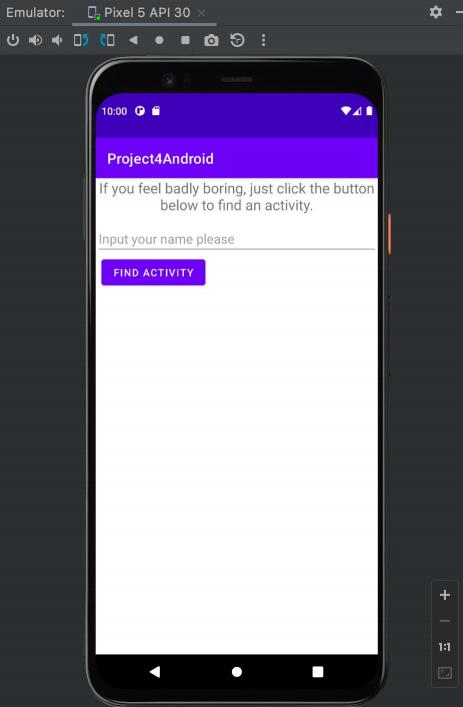 Emulator: Pixel 5 API 30
10:00
Project4Android
If you feel badly boring, just click the button
below to find an activity.
Input your name please
FIND ACTIVITY
1:1